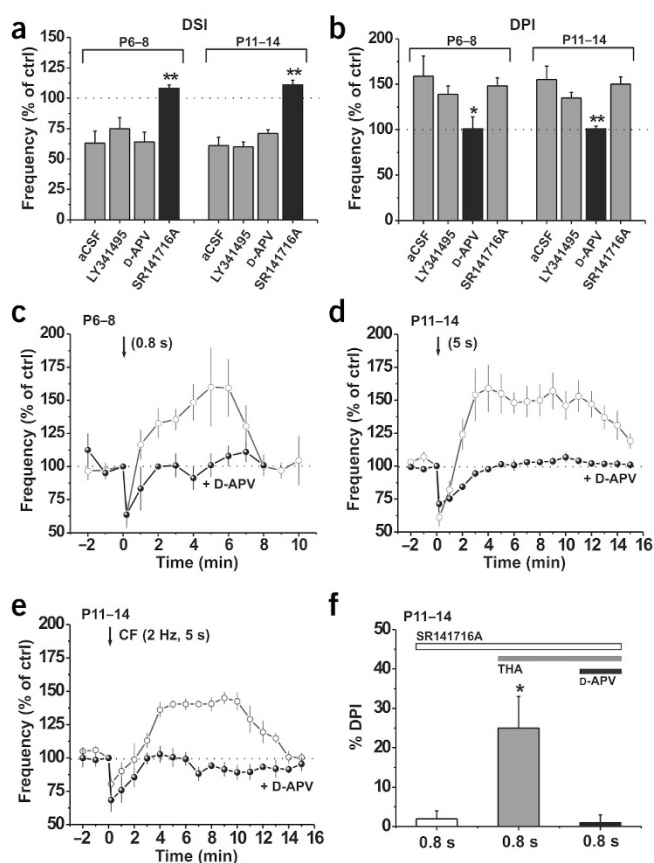 a
DSI
P6–8
P11–14
Frequency (% of ctrl)
150
125
100
75
50
25
0
**
**
aCSF
LY341495
D-APV
SR141716A
aCSF
LY341495
D-APV
SR141716A
b
DPI
P6–8
P11–14
Frequency (% of ctrl)
200
150
100
50
0
*
**
aCSF
LY341495
D-APV
SR141716A
aCSF
LY341495
D-APV
SR141716A
c
P6–8
(0.8 s)
Frequency (% of ctrl)
200
175
150
125
100
75
50
+ D-APV
−2 0 2 4 6 8 10
Time (min)
d
P11–14
(5 s)
Frequency (% of ctrl)
200
175
150
125
100
75
50
+ D-APV
−2 0 2 4 6 8 10 12 14 16
Time (min)
e
P11–14
CF (2 Hz, 5 s)
Frequency (% of ctrl)
200
175
150
125
100
75
50
+ D-APV
−2 0 2 4 6 8 10 12 14 16
Time (min)
f
P11–14
SR141716A
THA
D-APV
% DPI
50
40
30
20
10
0
*
0.8 s
0.8 s
0.8 s